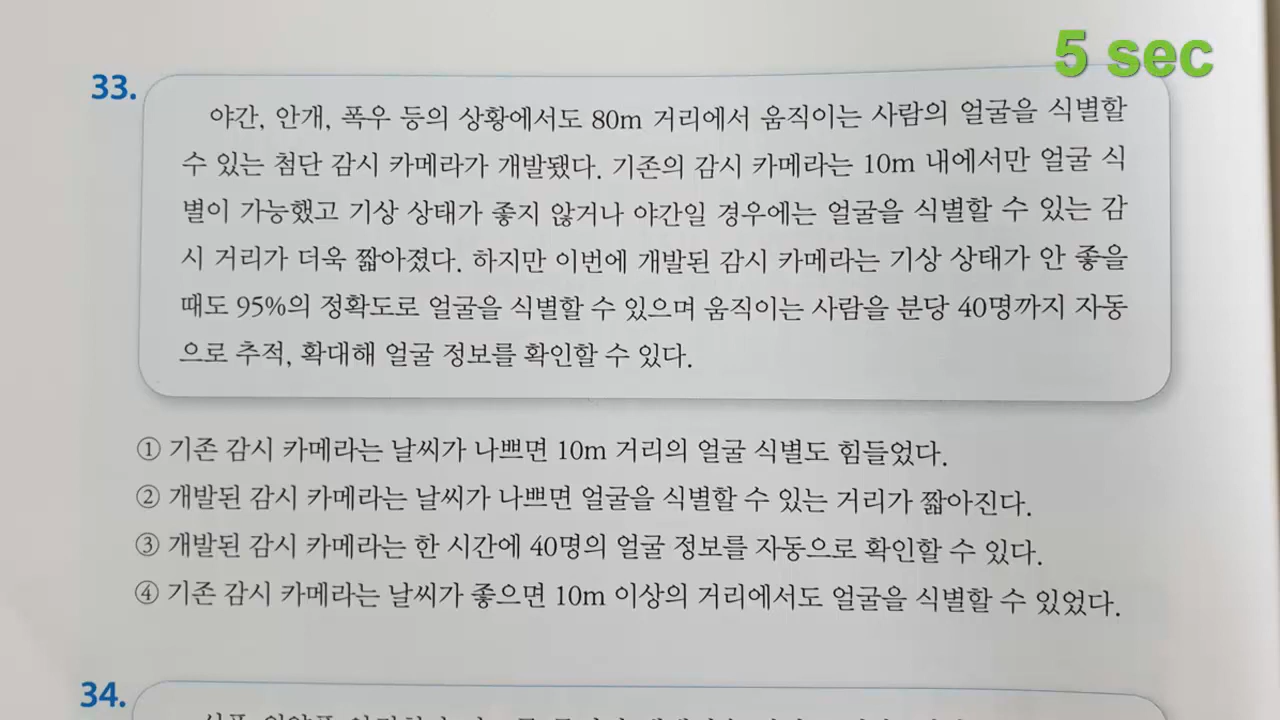 5 sec
33.
야간, 안개, 폭우 등의 상황에서도 80m 거리에서 움직이는 사람의 얼굴을 식별할
수 있는 첨단 감시 카메라가 개발됐다. 기존의 감시 카메라는 10m 내에서만 얼굴 식
별이 가능했고 기상 상태가 좋지 않거나 야간일 경우에는 얼굴을 식별할 수 있는 감
시 거리가 더욱 짧아졌다. 하지만 이번에 개발된 감시 카메라는 기상 상태가 안 좋을
때도 95%의 정확도로 얼굴을 식별할 수 있으며 움직이는 사람을 분당 40명까지 자동
으로 추적, 확대해 얼굴 정보를 확인할 수 있다.
① 기존 감시 카메라는 날씨가 나쁘면 10m 거리의 얼굴 식별도 힘들었다.
② 개발된 감시 카메라는 날씨가 나쁘면 얼굴을 식별할 수 있는 거리가 짧아진다.
③ 개발된 감시 카메라는 한 시간에 40명의 얼굴 정보를 자동으로 확인할 수 있다.
④ 기존 감시 카메라는 날씨가 좋으면 10m 이상의 거리에서도 얼굴을 식별할 수 있었다.
34.